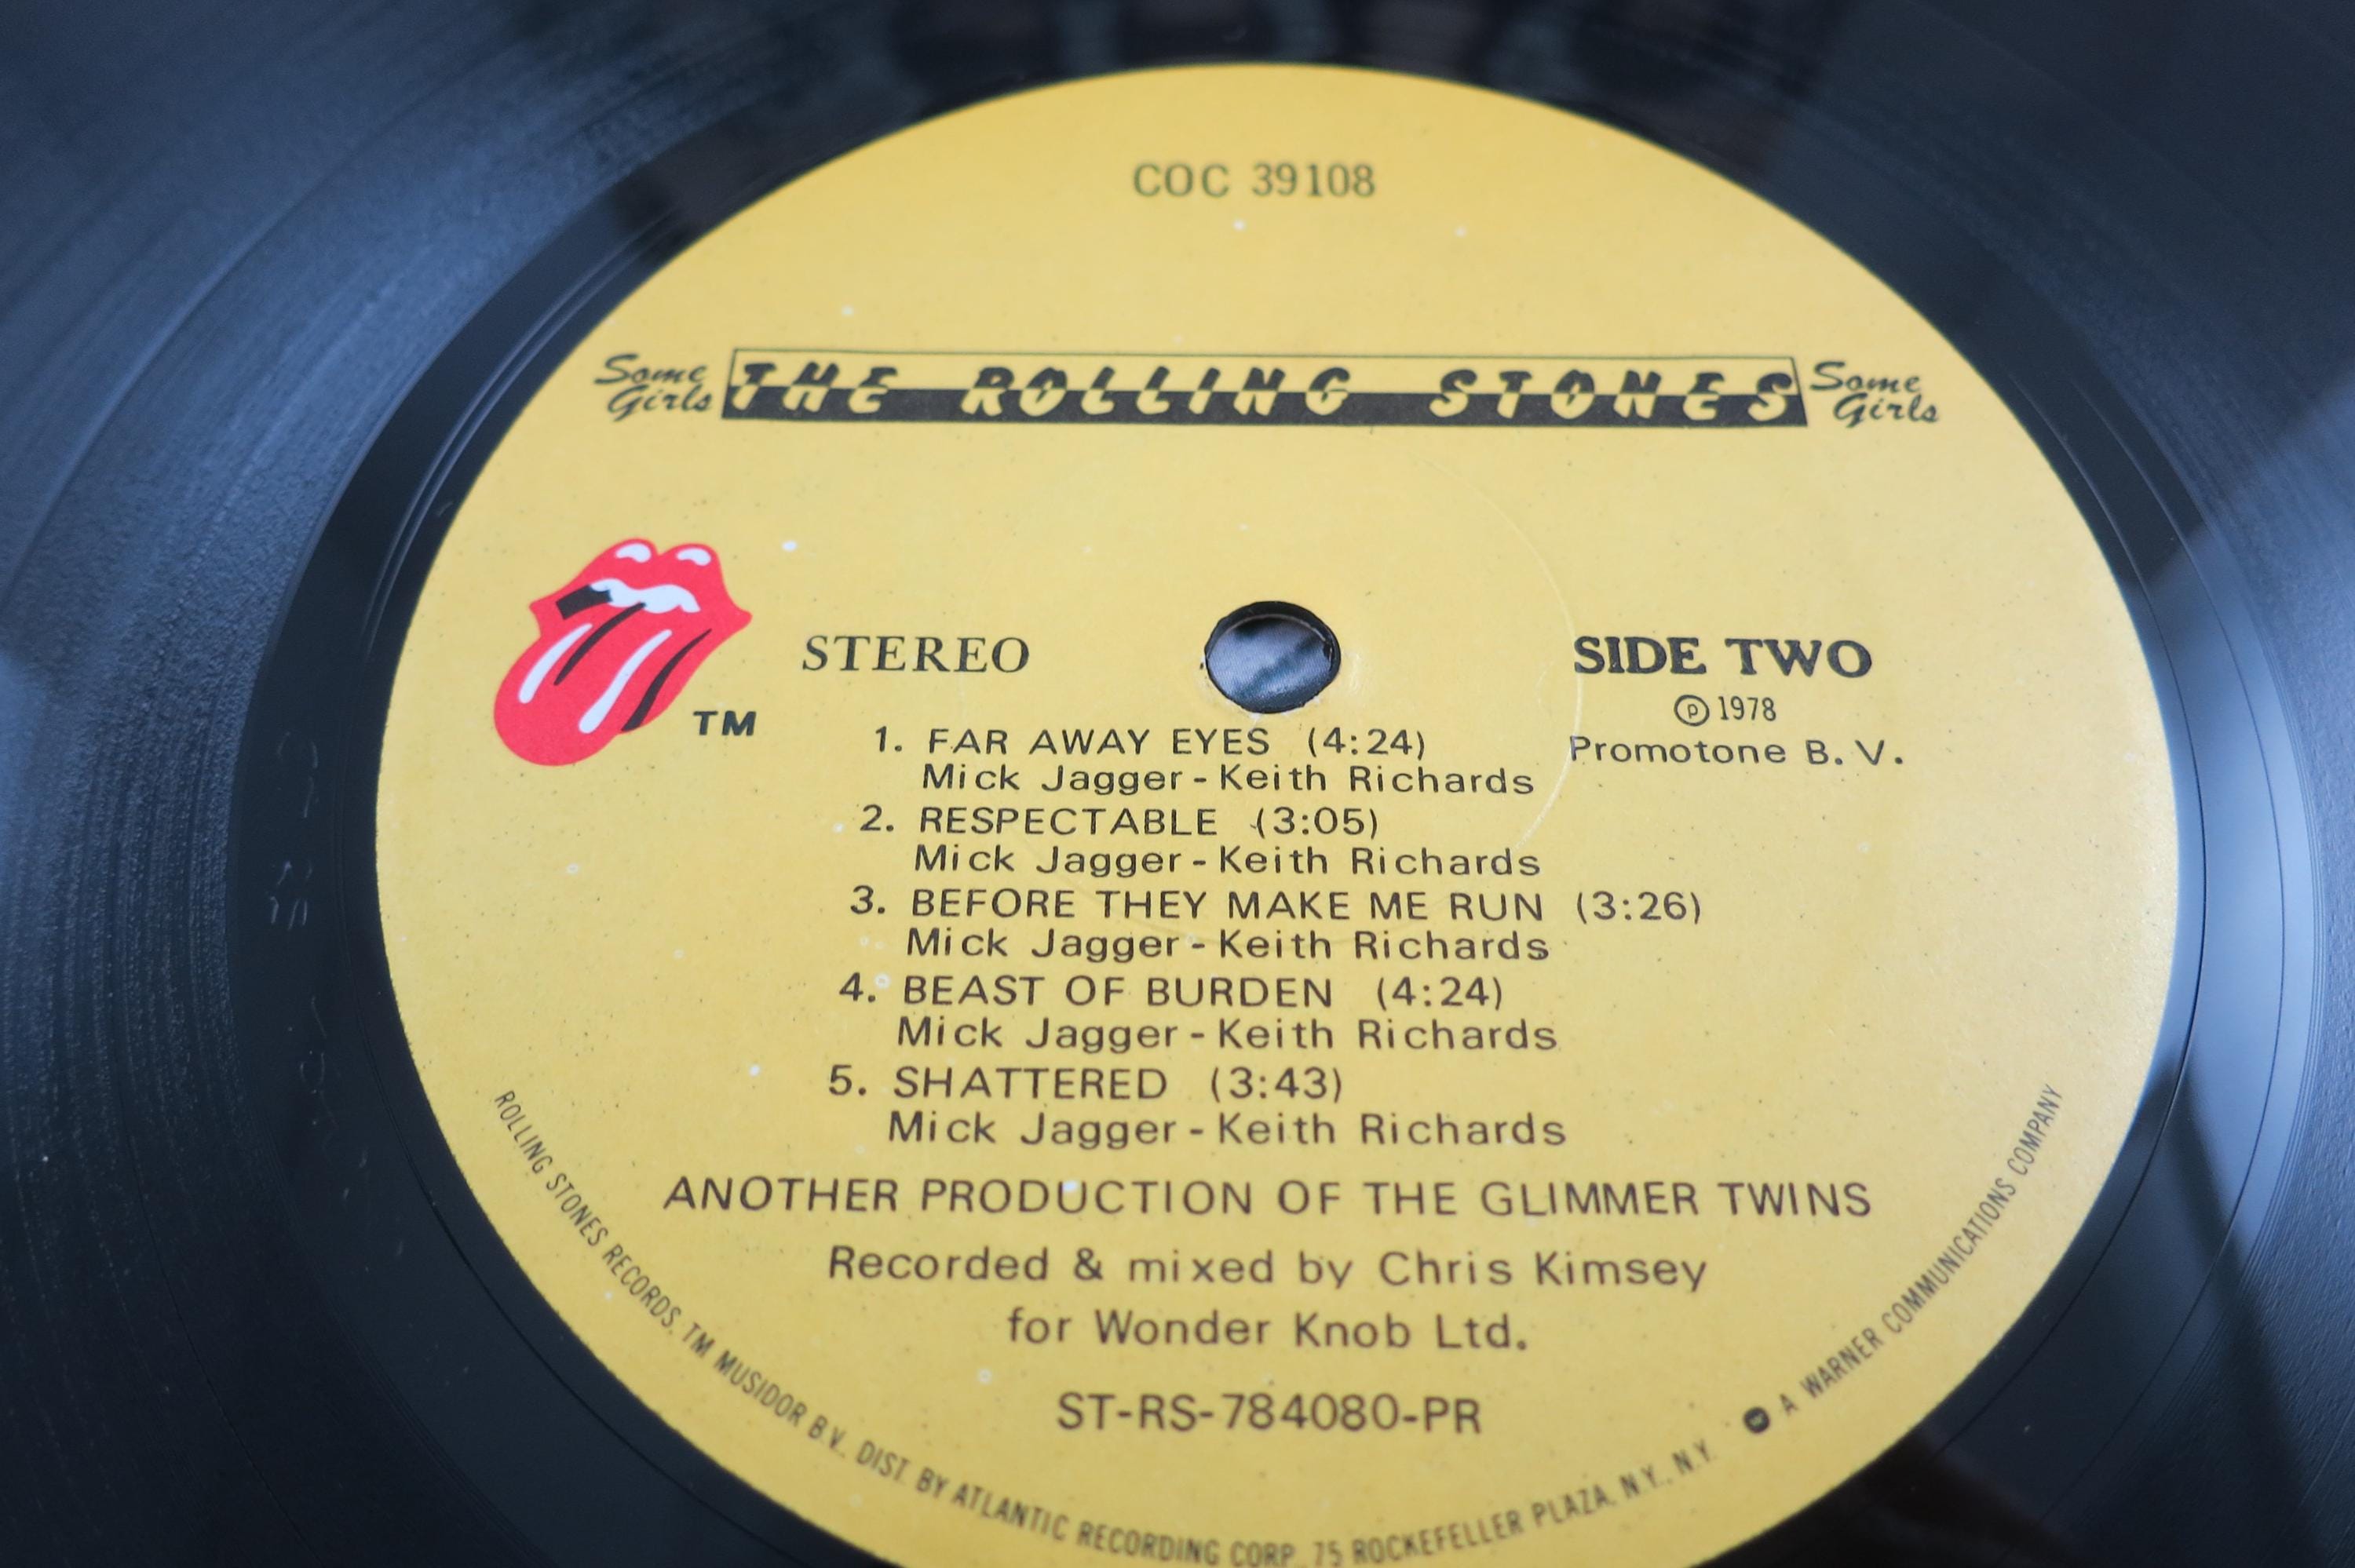 COC 39108
Some Girls THE ROLLING STONES Some Girls
STEREO
SIDE TWO
℗ 1978
Promotone B. V.
TM
1. FAR AWAY EYES (4:24)
Mick Jagger - Keith Richards
2. RESPECTABLE (3:05)
Mick Jagger - Keith Richards
3. BEFORE THEY MAKE ME RUN (3:26)
Mick Jagger - Keith Richards
4. BEAST OF BURDEN (4:24)
Mick Jagger - Keith Richards
5. SHATTERED (3:43)
Mick Jagger - Keith Richards
ANOTHER PRODUCTION OF THE GLIMMER TWINS
Recorded & mixed by Chris Kimsey
for Wonder Knob Ltd.
ST-RS-784080-PR
ROLLING STONES RECORDS, TM MUSIDOR B.V., DIST. BY ATLANTIC RECORDING CORP. 75 ROCKEFELLER PLAZA, N.Y., N.Y. A WARNER COMMUNICATIONS COMPANY